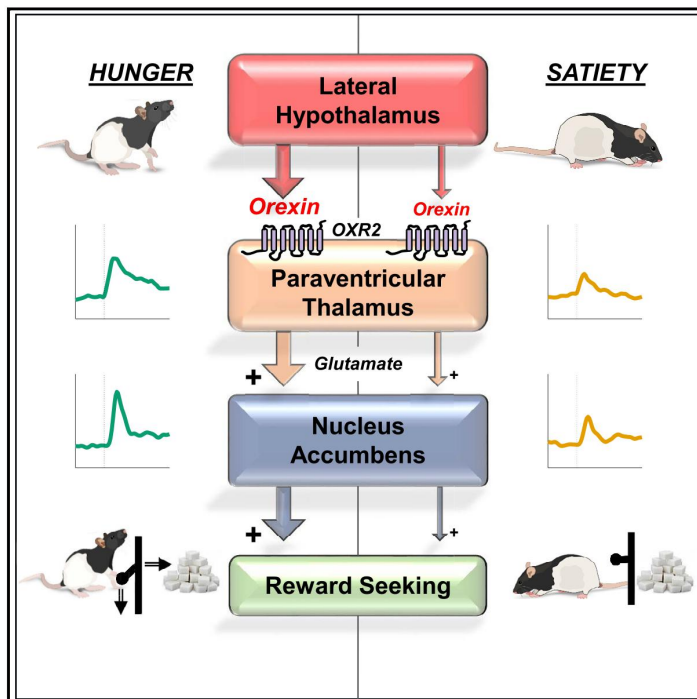 HUNGER
SATIETY
Lateral
Hypothalamus
Orexin
Orexin
OXR2
Paraventricular
Thalamus
+
Glutamate
+
Nucleus
Accumbens
+
+
Reward Seeking